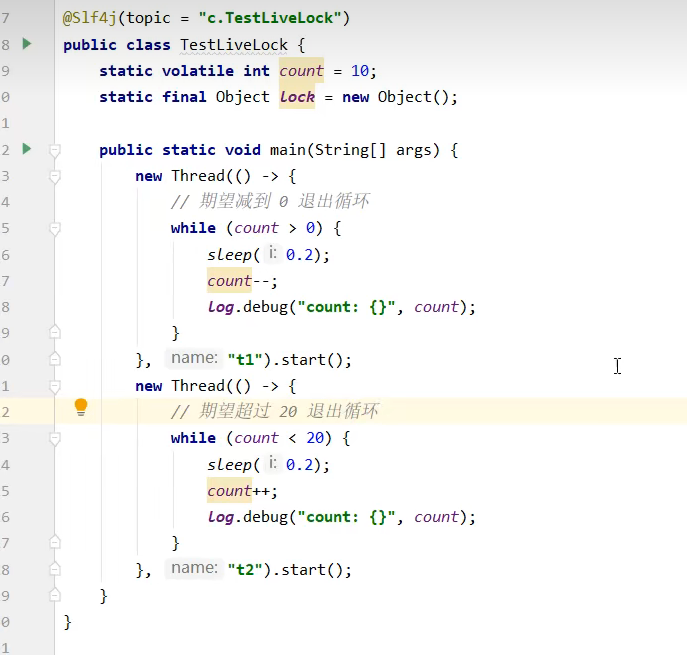 7 @Slf4j(topic = "c.TestLiveLock")
8 public class TestLiveLock {
9 static volatile int count = 10;
0 static final Object lock = new Object();
1
2 public static void main(String[] args) {
3 new Thread(() -> {
4 // 期望减到 0 退出循环
5 while (count > 0) {
6 sleep( i: 0.2);
7 count--;
8 log.debug("count: {}", count);
9 }
0 }, name: "t1").start();
1 new Thread(() -> {
2 // 期望超过 20 退出循环
3 while (count < 20) {
4 sleep( i: 0.2);
5 count++;
6 log.debug("count: {}", count);
7 }
8 }, name: "t2").start();
9 }
0 }
1